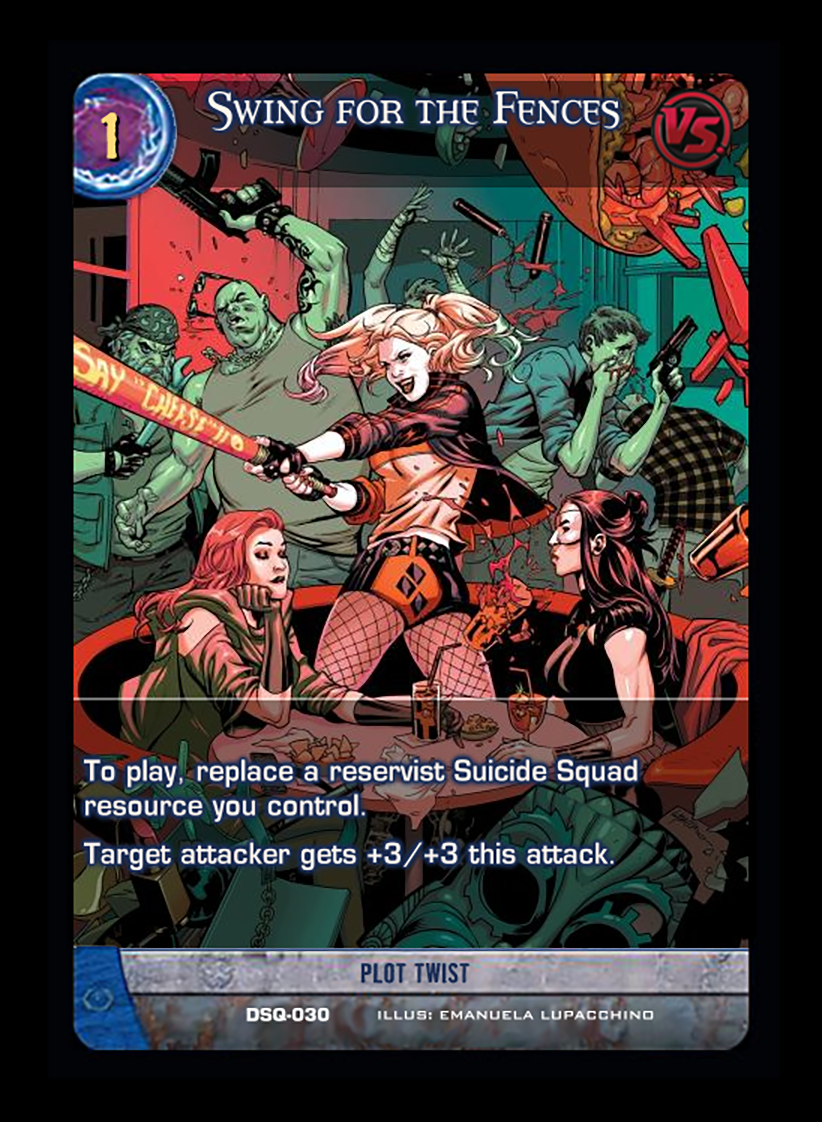 1
Swing for the Fences
VS.
SAY "CHEESE"!!
To play, replace a reservist Suicide Squad
resource you control.
Target attacker gets +3/+3 this attack.
PLOT TWIST
DSQ-030 ILLUS: EMANUELA LUPACCHINO